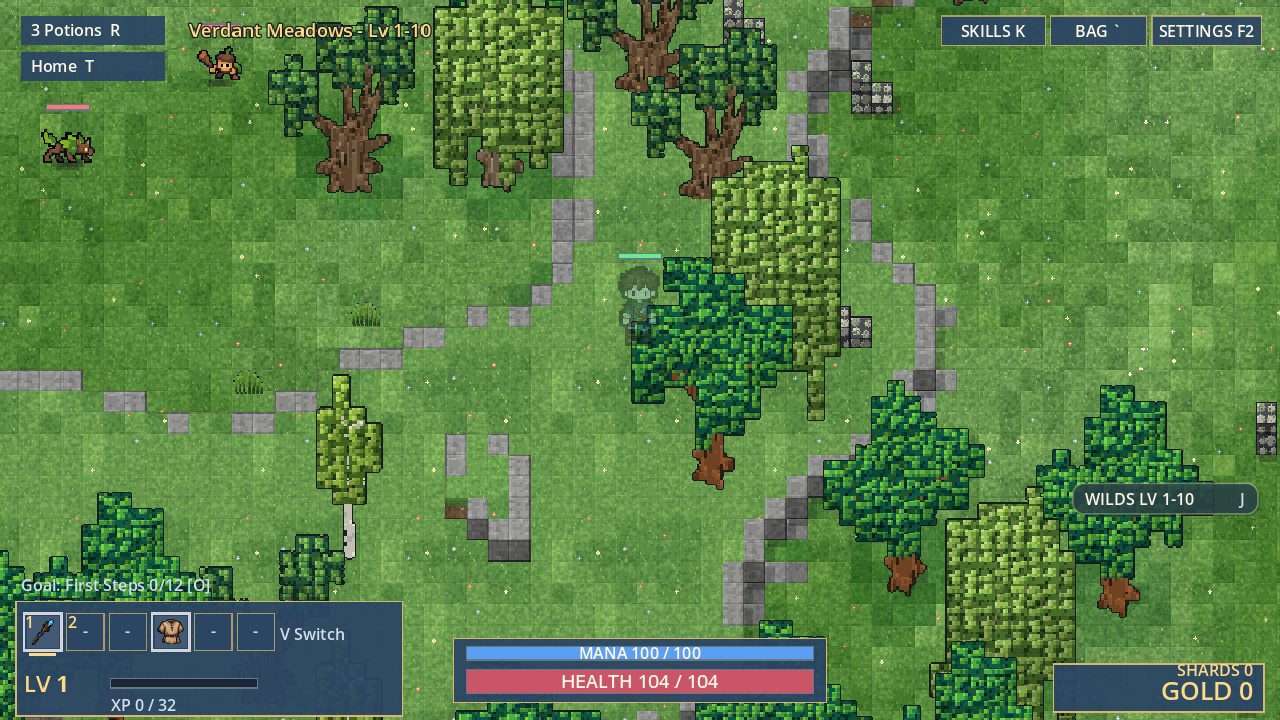 3 Potions R
Verdant Meadows - Lv 1-10
SKILLS K
BAG `
SETTINGS F2
Home T
WILDS LV 1-10 J
Goal: First Steps 0/12 [O]
1
2
-
-
-
-
V Switch
LV 1
XP 0 / 32
MANA 100 / 100
HEALTH 104 / 104
SHARDS 0
GOLD 0